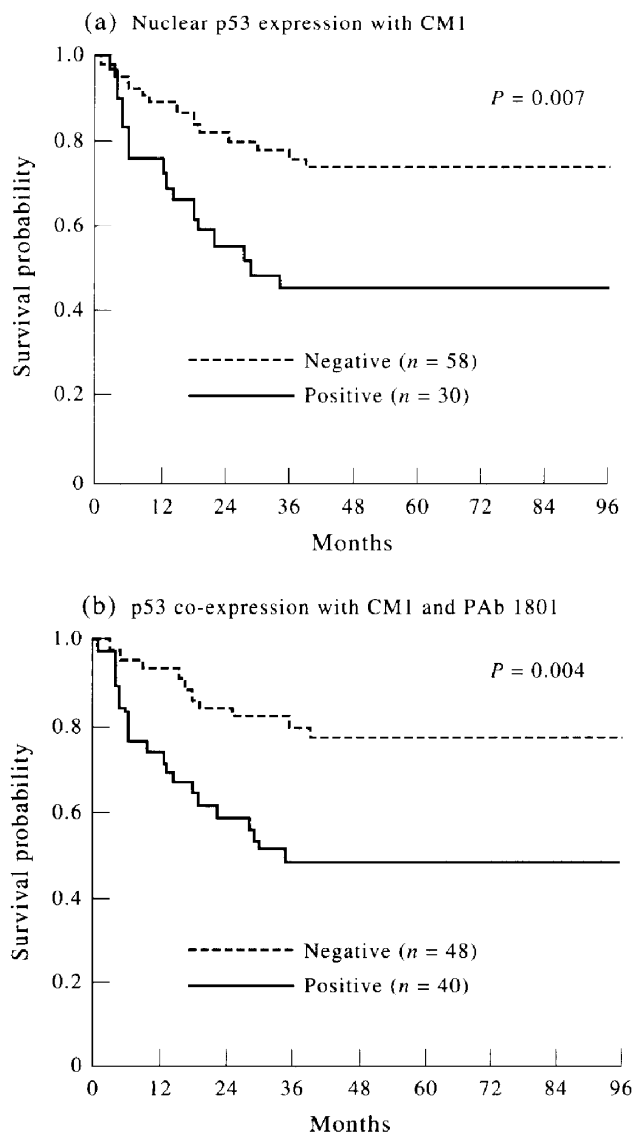 (a) Nuclear p53 expression with CM1
1.0
P = 0.007
0.8
0.6
0.4
0.2
0
Survival probability
Negative (n = 58)
Positive (n = 30)
0 12 24 36 48 60 72 84 96
Months
(b) p53 co-expression with CM1 and PAb 1801
1.0
P = 0.004
0.8
0.6
0.4
0.2
0
Survival probability
Negative (n = 48)
Positive (n = 40)
0 12 24 36 48 60 72 84 96
Months